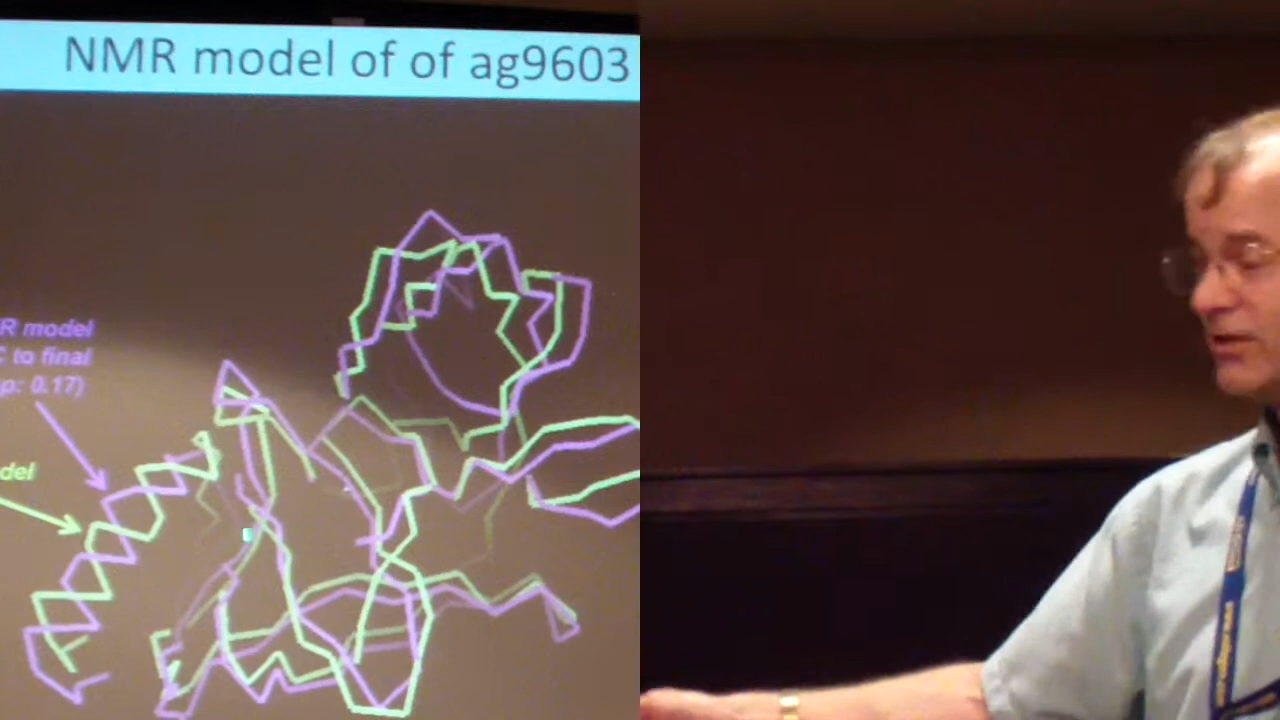 NMR model of of ag9603
R model
C to final
p: 0.17)
del